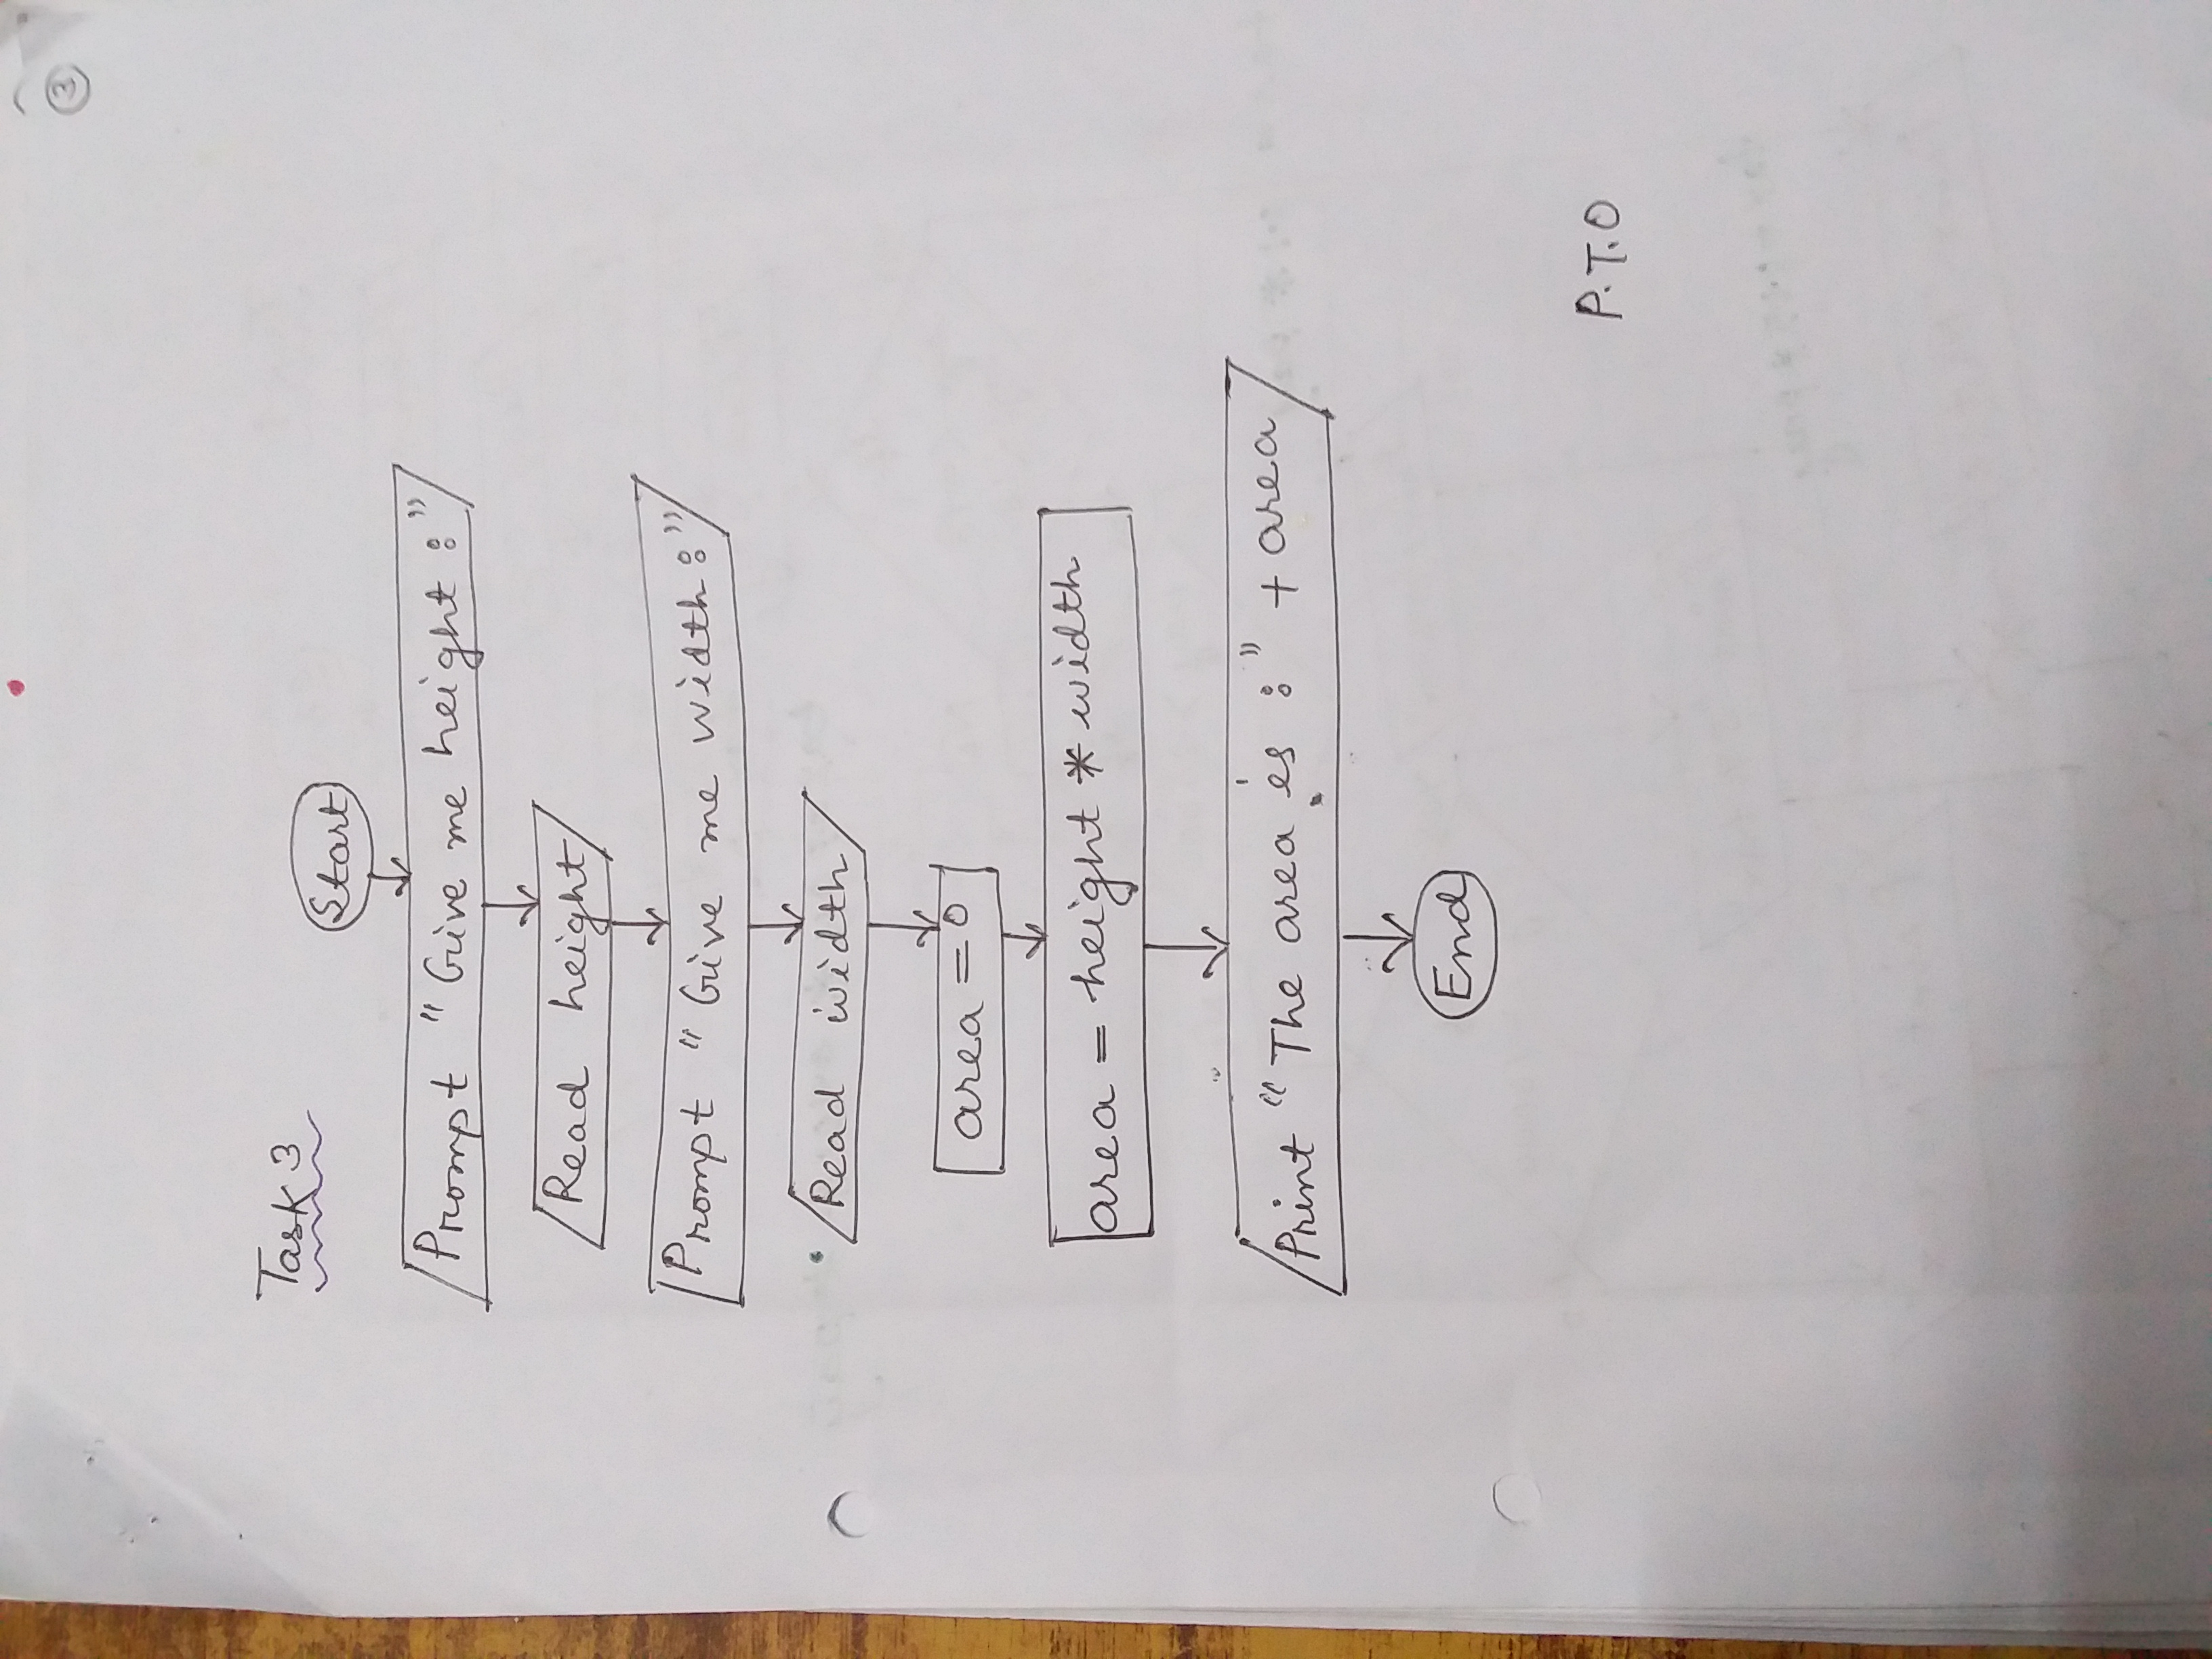 3
Task 3
Start
Prompt "Give me height :"
Read height
Prompt "Give me width :"
Read width
area = 0
area = height * width
Print "The area is :" + area
End
P.T.O